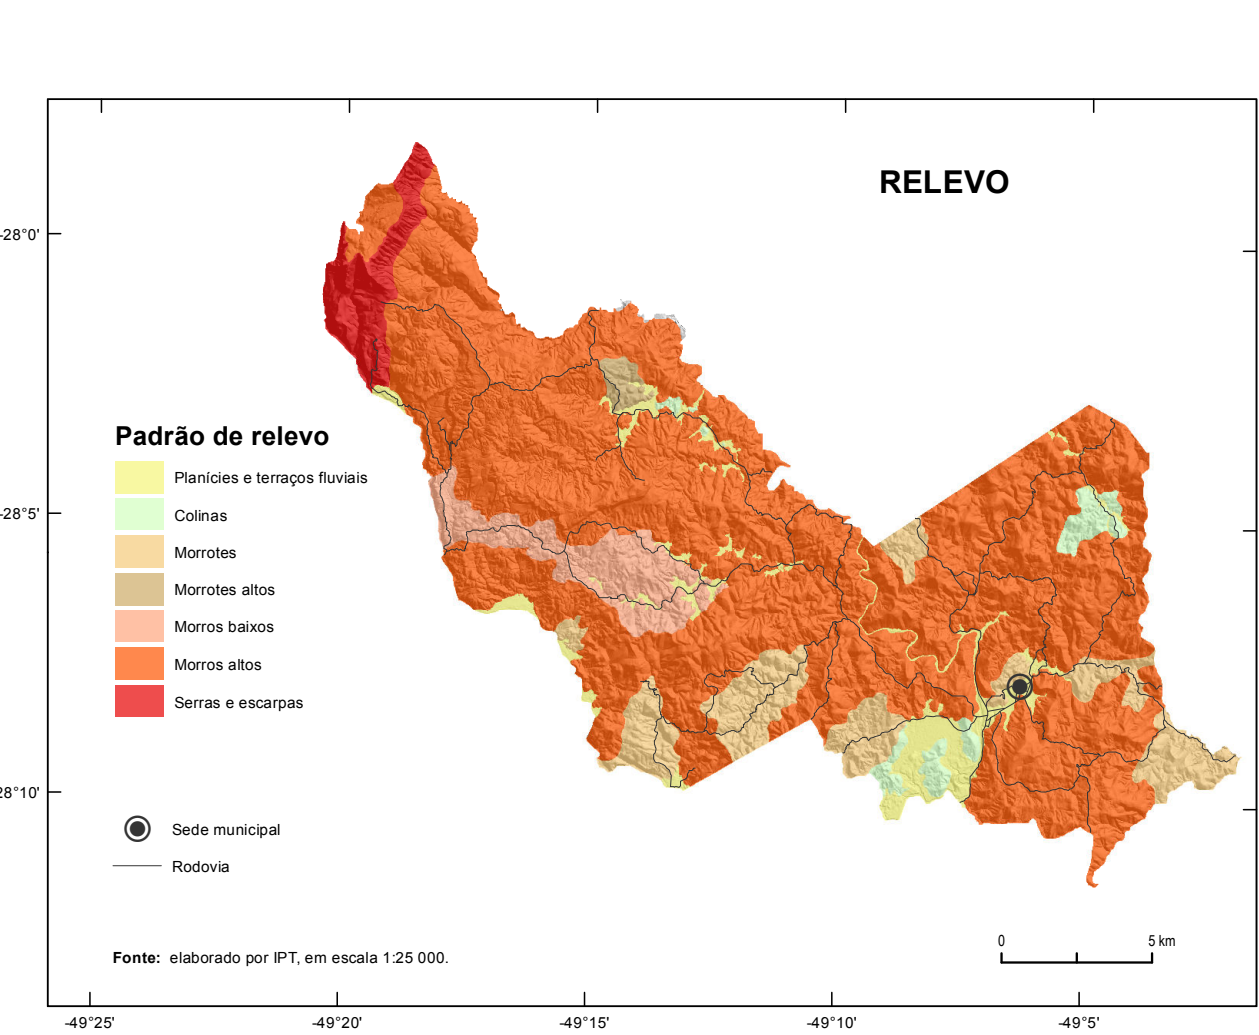 RELEVO
-28°0'
Padrão de relevo
Planícies e terraços fluviais
-28°5'
Colinas
Morrotes
Morrotes altos
Morros baixos
Morros altos
Serras e escarpas
28°10'
Sede municipal
Rodovia
0 5 km
Fonte: elaborado por IPT, em escala 1:25 000.
-49°25' -49°20' -49°15' -49°10' -49°5'